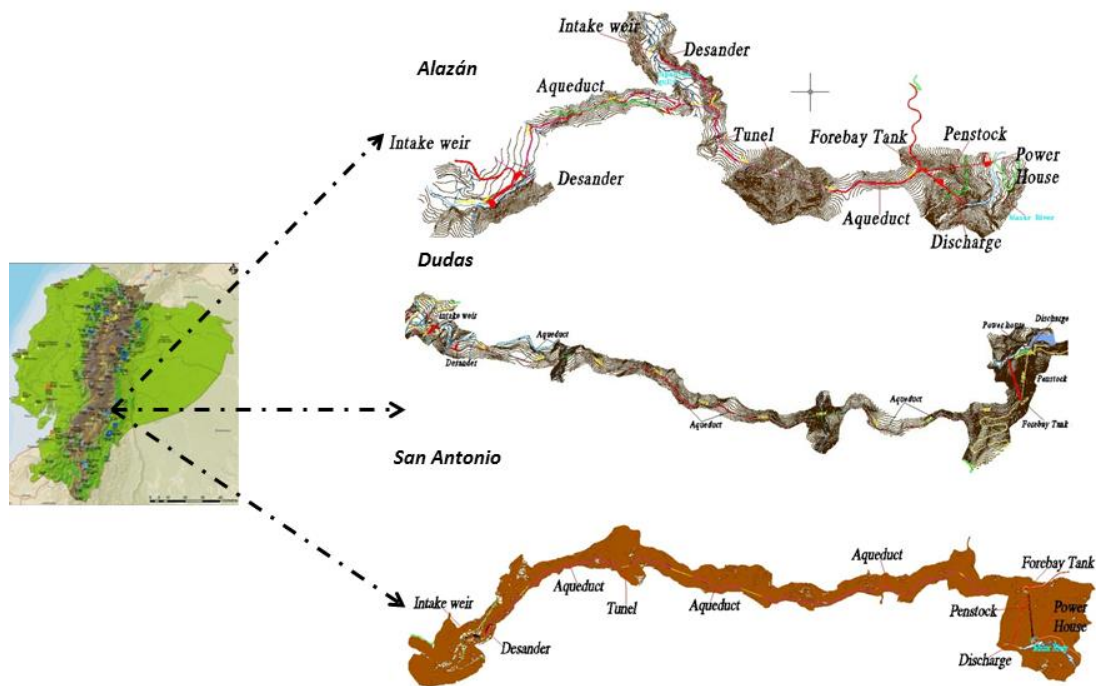 Alazán
Intake weir
Desander
Aqueduct
Intake weir
Desander
Tunel
Forebay Tank
Penstock
Power
House
Aqueduct
Discharge
Dudas
Intake weir
Desander
Aqueduct
Aqueduct
Aqueduct
Power house
Discharge
Penstock
Forebay Tank
San Antonio
Intake weir
Desander
Aqueduct
Tunel
Aqueduct
Aqueduct
Forebay Tank
Penstock
Power
House
Discharge